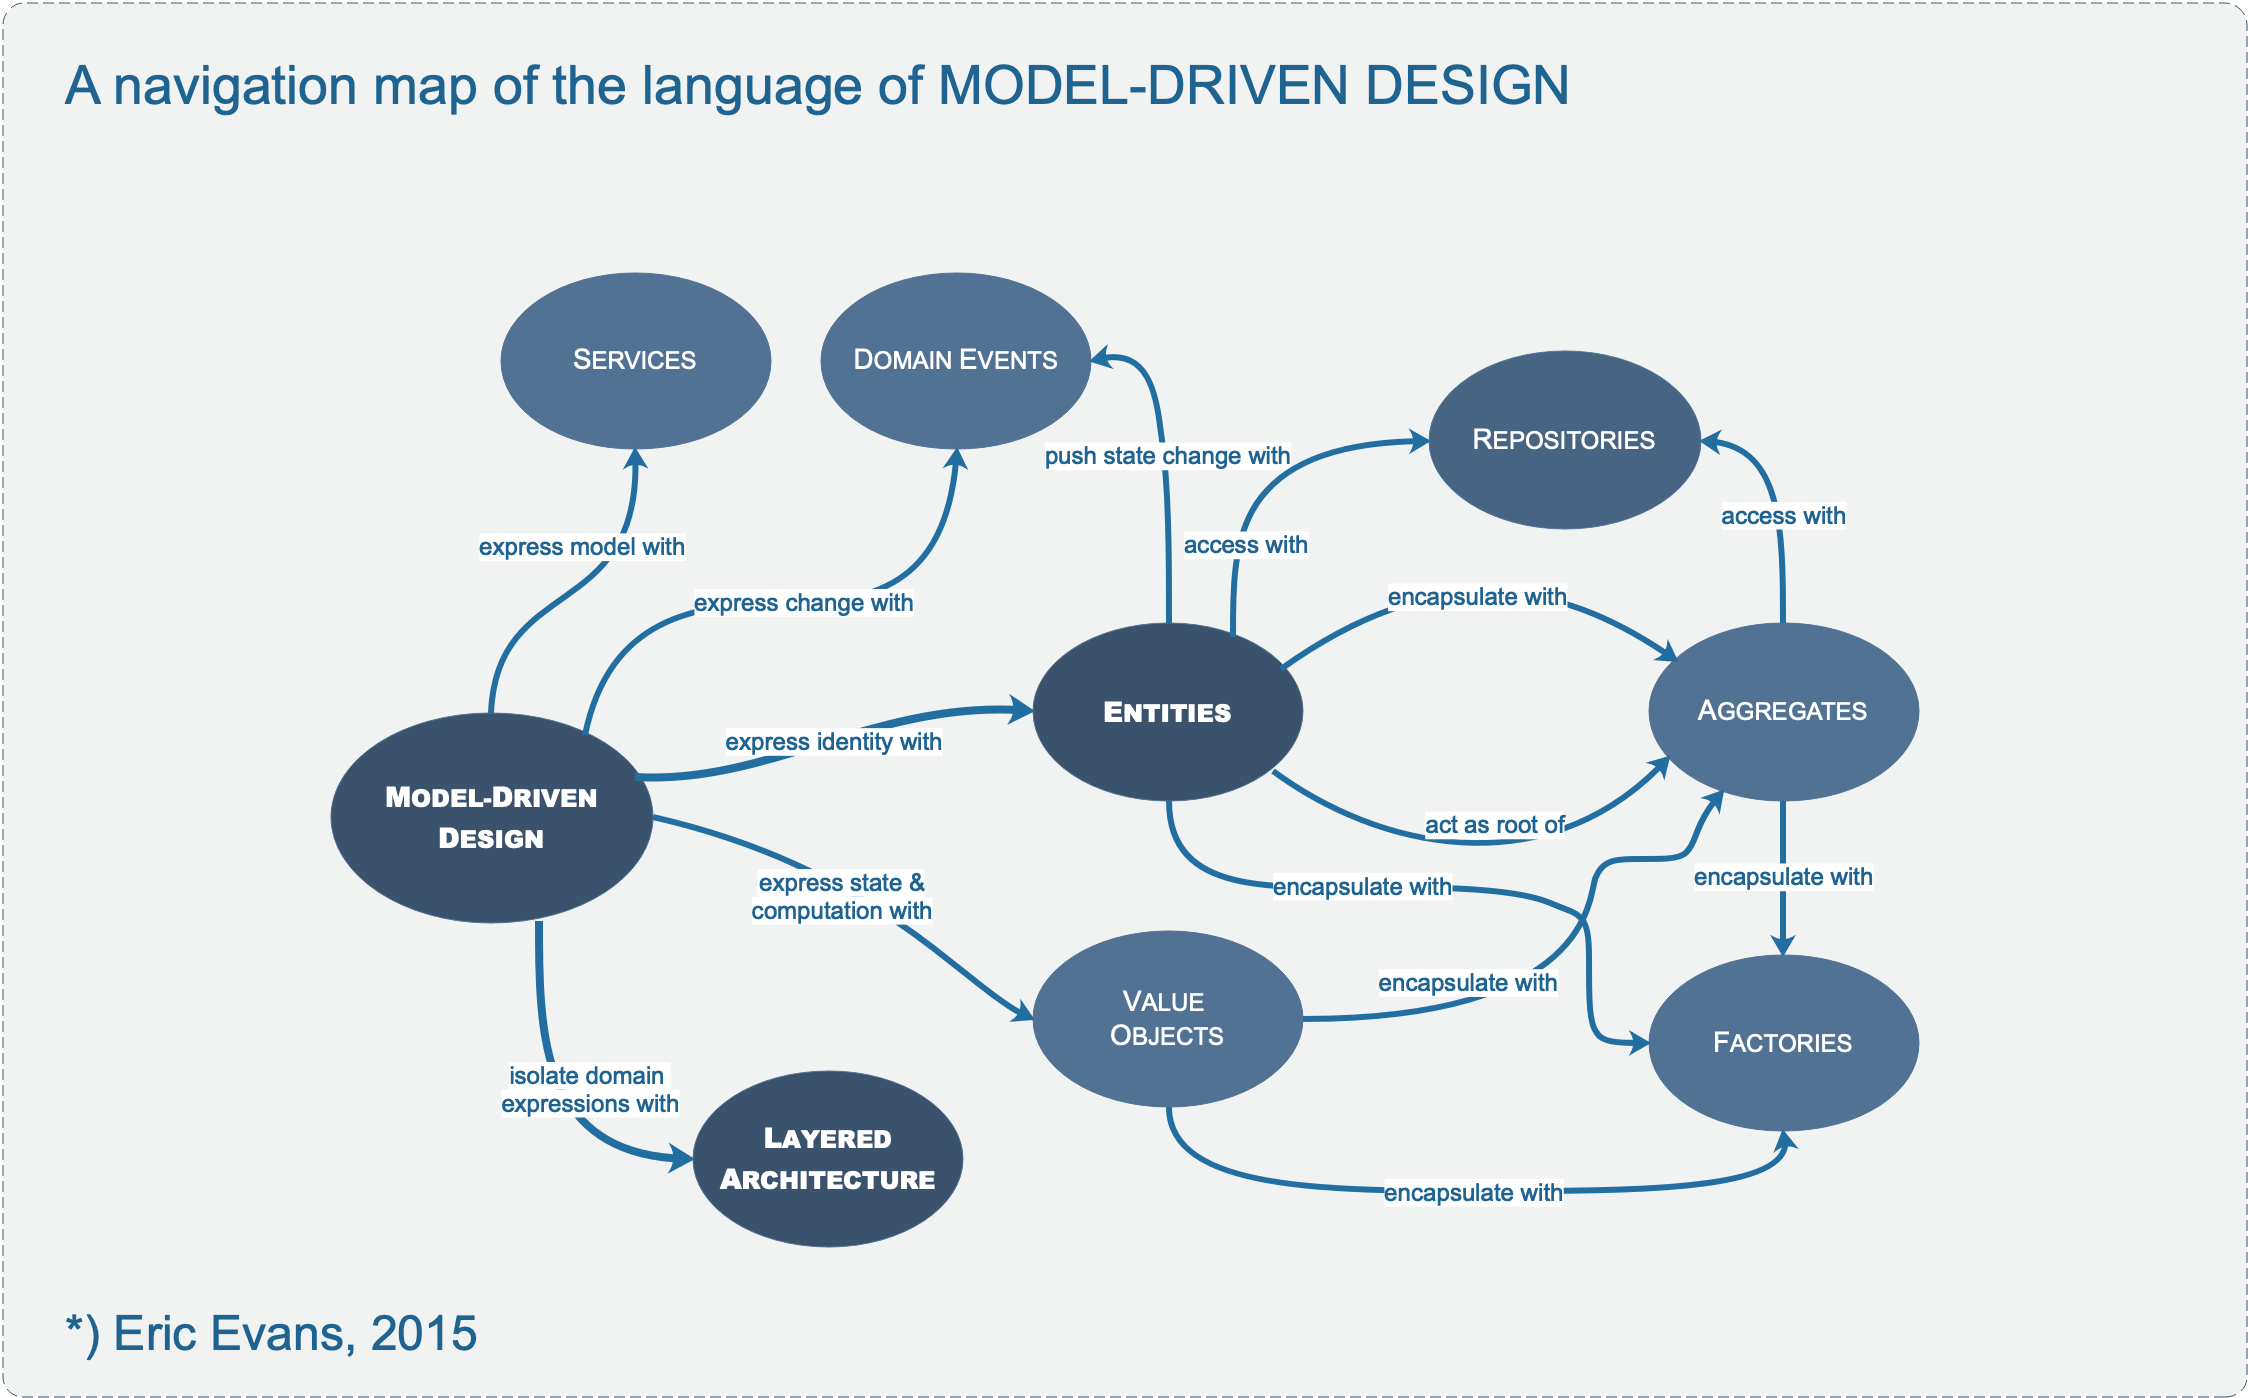 A navigation map of the language of MODEL-DRIVEN DESIGN
SERVICES
DOMAIN EVENTS
REPOSITORIES
push state change with
access with
access with
express model with
express change with
encapsulate with
ENTITIES
AGGREGATES
express identity with
MODEL-DRIVEN
DESIGN
act as root of
express state &
computation with
encapsulate with
encapsulate with
encapsulate with
VALUE
OBJECTS
FACTORIES
isolate domain
expressions with
LAYERED
ARCHITECTURE
encapsulate with
*) Eric Evans, 2015